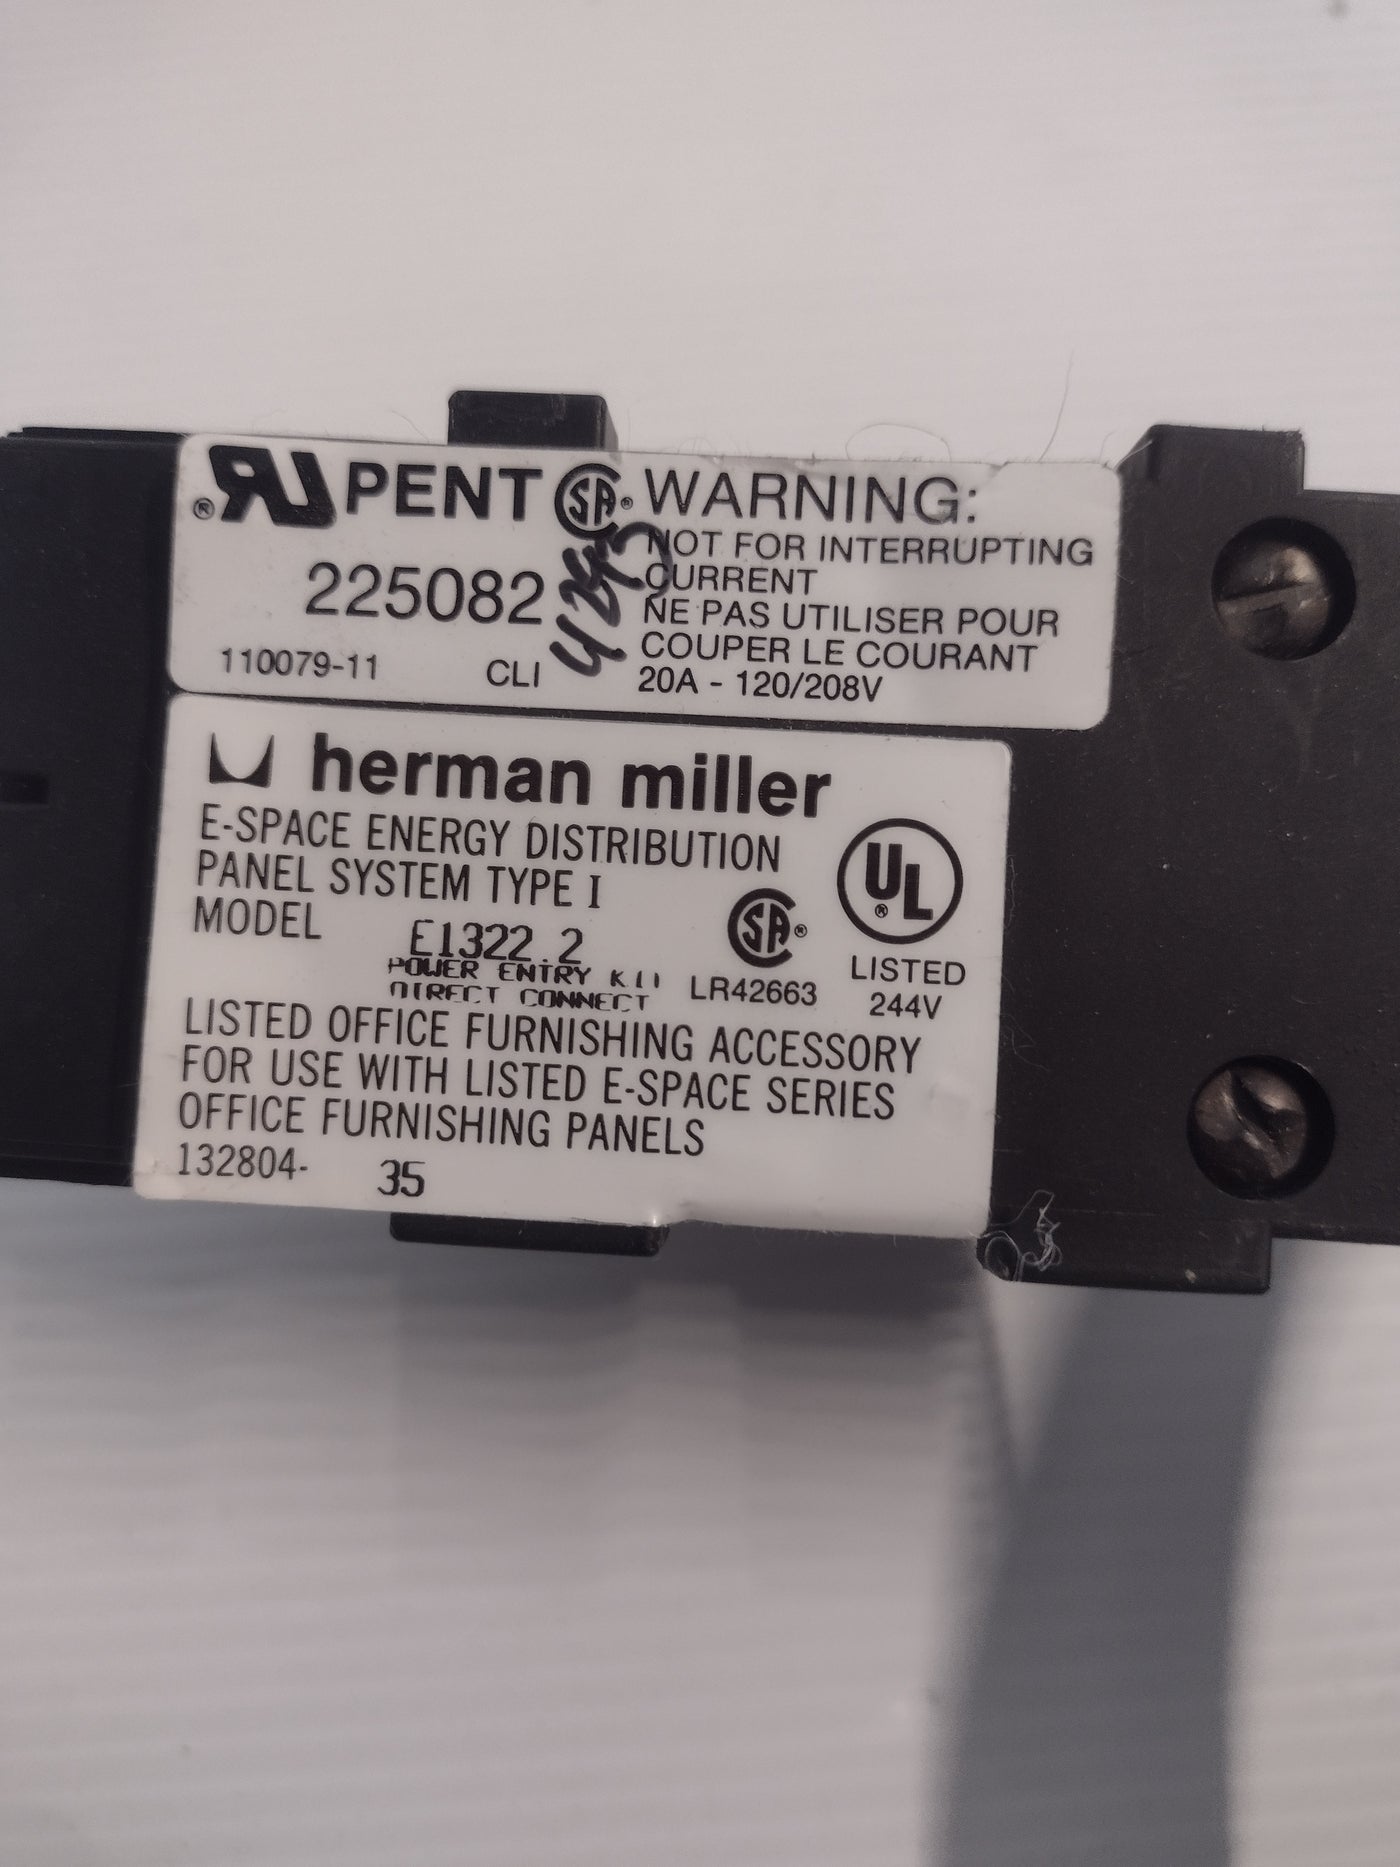 PENT
225082
110079-11 CLI
WARNING:
NOT FOR INTERRUPTING
CURRENT
NE PAS UTILISER POUR
COUPER LE COURANT
20A - 120/208V
herman miller
E-SPACE ENERGY DISTRIBUTION
PANEL SYSTEM TYPE I
MODEL E1322.2
POWER ENTRY KIT
DIRECT CONNECT
LR42663
UL
LISTED
244V
LISTED OFFICE FURNISHING ACCESSORY
FOR USE WITH LISTED E-SPACE SERIES
OFFICE FURNISHING PANELS
132804- 35